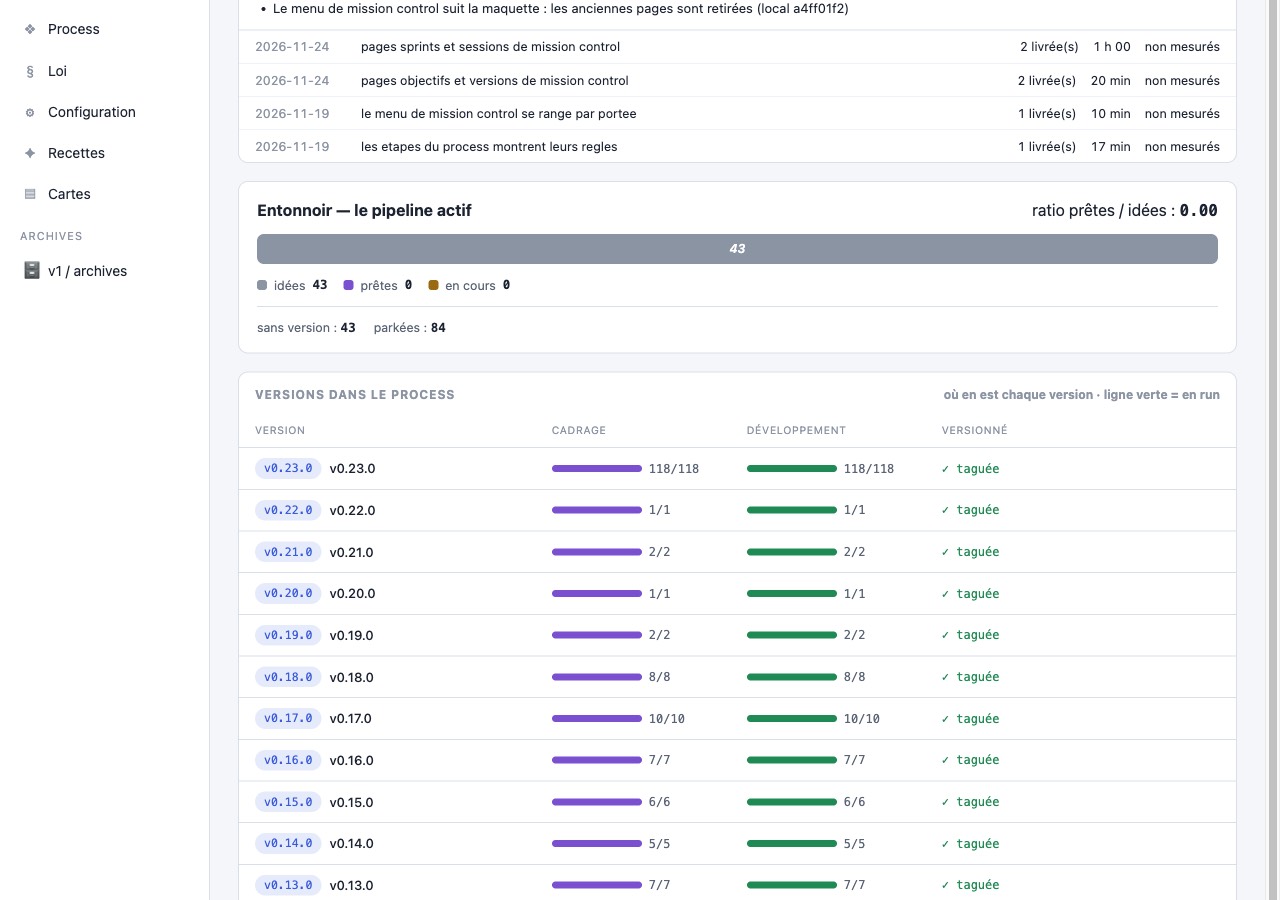 Process
Loi
Configuration
Recettes
Cartes
ARCHIVES
v1 / archives
• Le menu de mission control suit la maquette : les anciennes pages sont retirées (local a4ff01f2)
2026-11-24 pages sprints et sessions de mission control 2 livrée(s) 1 h 00 non mesurés
2026-11-24 pages objectifs et versions de mission control 2 livrée(s) 20 min non mesurés
2026-11-19 le menu de mission control se range par portee 1 livrée(s) 10 min non mesurés
2026-11-19 les etapes du process montrent leurs regles 1 livrée(s) 17 min non mesurés
Entonnoir — le pipeline actif ratio prêtes / idées : 0.00
43
idées 43 prêtes 0 en cours 0
sans version : 43 parkées : 84
VERSIONS DANS LE PROCESS où en est chaque version · ligne verte = en run
VERSION CADRAGE DÉVELOPPEMENT VERSIONNÉ
v0.23.0 v0.23.0 118/118 118/118 ✓ taguée
v0.22.0 v0.22.0 1/1 1/1 ✓ taguée
v0.21.0 v0.21.0 2/2 2/2 ✓ taguée
v0.20.0 v0.20.0 1/1 1/1 ✓ taguée
v0.19.0 v0.19.0 2/2 2/2 ✓ taguée
v0.18.0 v0.18.0 8/8 8/8 ✓ taguée
v0.17.0 v0.17.0 10/10 10/10 ✓ taguée
v0.16.0 v0.16.0 7/7 7/7 ✓ taguée
v0.15.0 v0.15.0 6/6 6/6 ✓ taguée
v0.14.0 v0.14.0 5/5 5/5 ✓ taguée
v0.13.0 v0.13.0 7/7 7/7 ✓ taguée